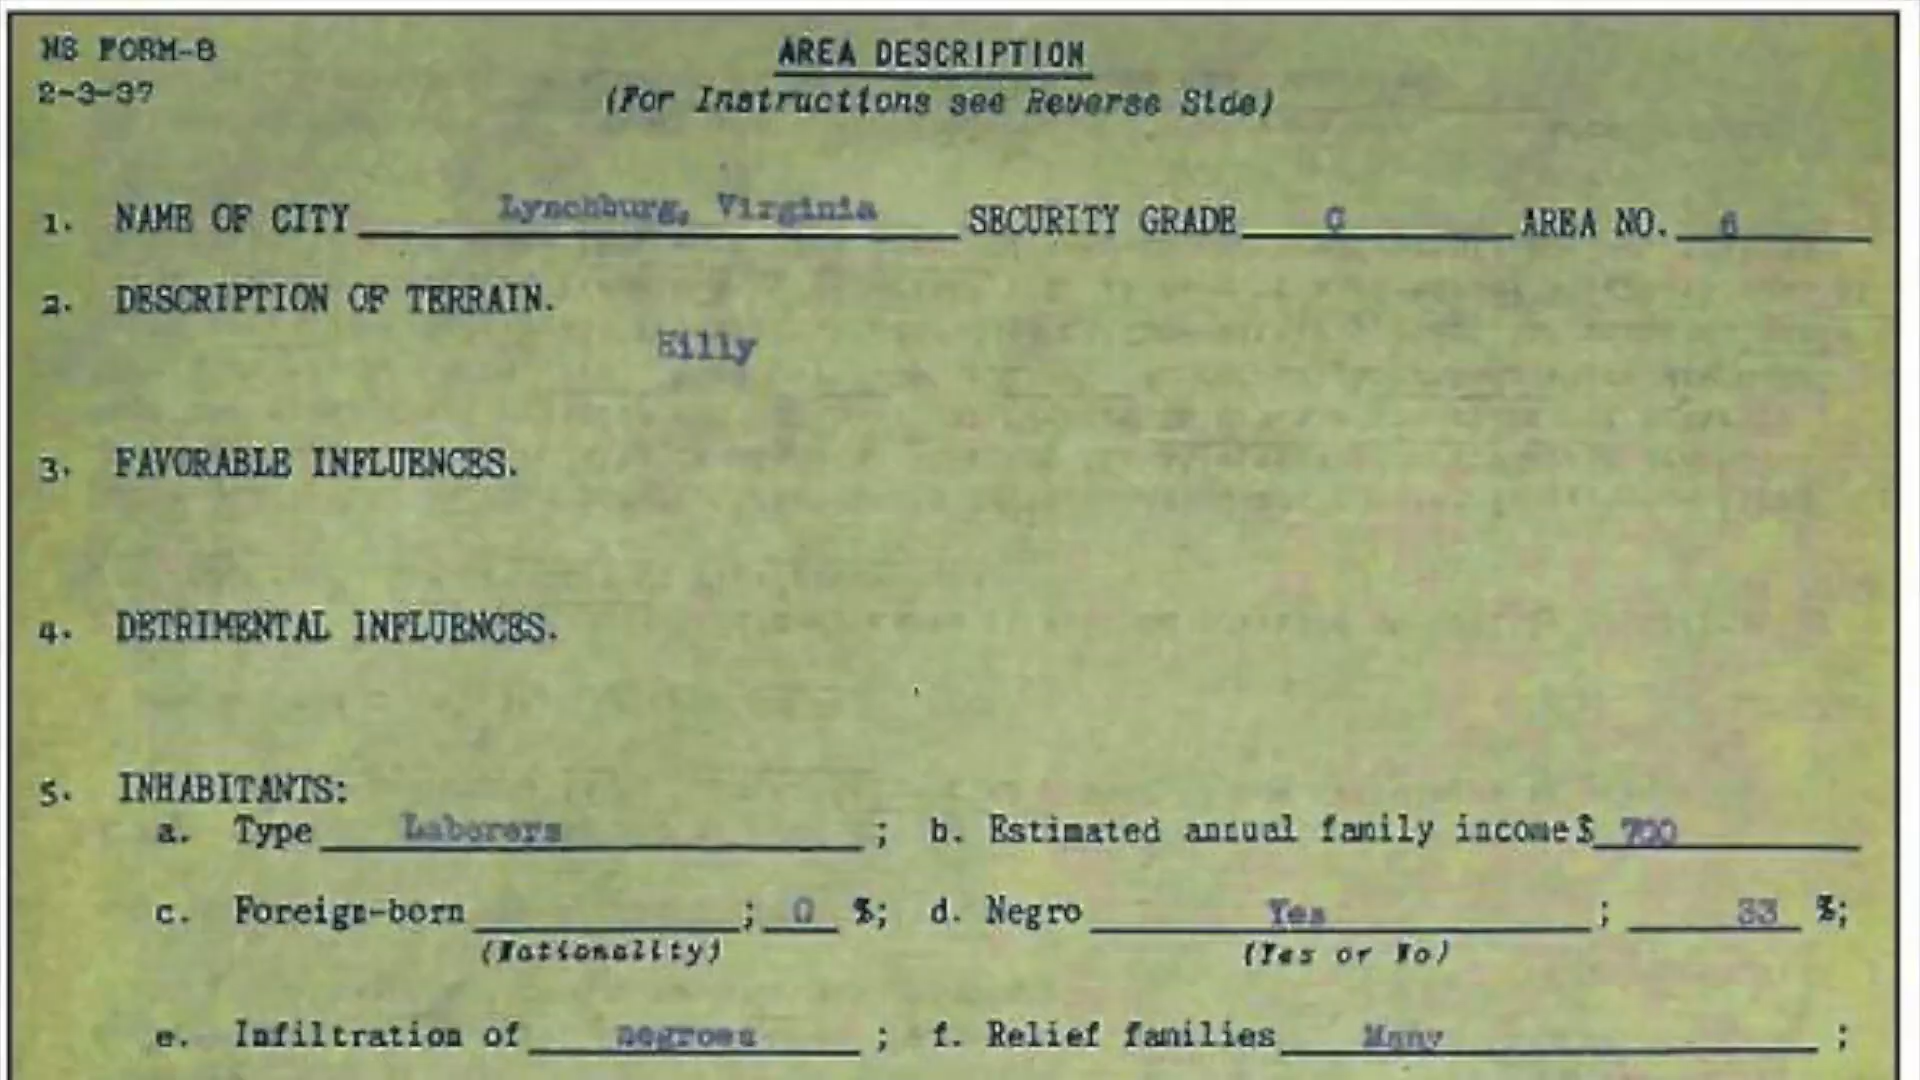 NS FORM-8
2-3-37
AREA DESCRIPTION
(For Instructions see Reverse Side)
1. NAME OF CITY Lynchburg, Virginia SECURITY GRADE C AREA NO. 6
2. DESCRIPTION OF TERRAIN.
Hilly
3. FAVORABLE INFLUENCES.
4. DETRIMENTAL INFLUENCES.
5. INHABITANTS:
a. Type Laborers ; b. Estimated annual family income $ 700
c. Foreign-born ; 0 %; d. Negro Yes ; 33 %;
(Nationality) (Yes or No)
e. Infiltration of negroes ; f. Relief families Many ;